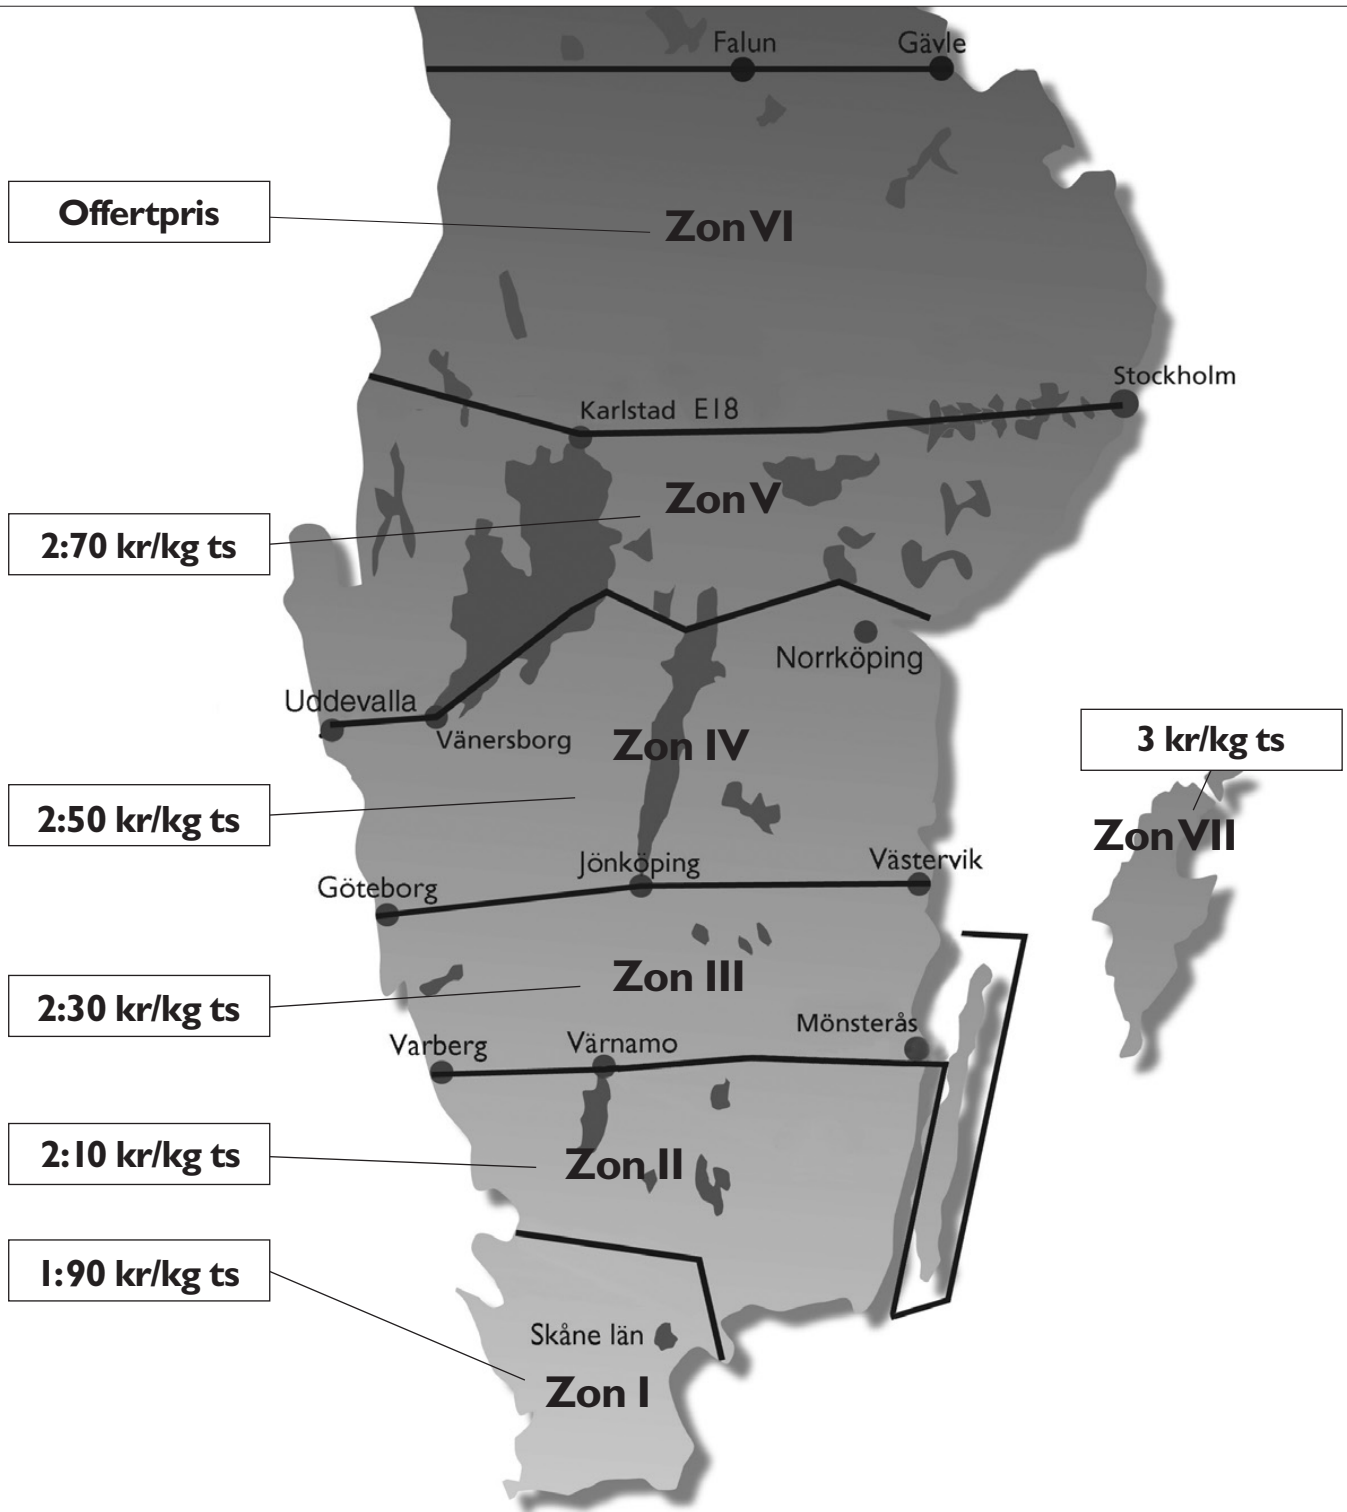 Falun
Gävle
Offertpris
Zon VI
Stockholm
Karlstad E18
Zon V
2:70 kr/kg ts
Norrköping
Uddevalla
Vänersborg
Zon IV
3 kr/kg ts
2:50 kr/kg ts
Zon VII
Jönköping
Västervik
Göteborg
Zon III
2:30 kr/kg ts
Mönsterås
Varberg
Värnamo
2:10 kr/kg ts
Zon II
1:90 kr/kg ts
Skåne län
Zon I